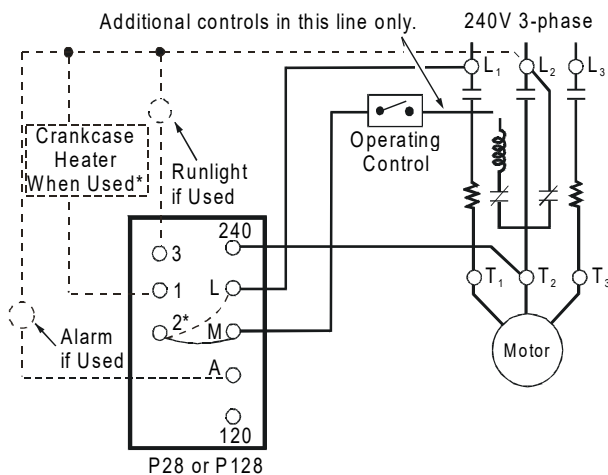 Additional controls in this line only.
240V 3-phase
L1
L2
L3
Crankcase
Heater
When Used*
Runlight
if Used
Operating
Control
240
3
1
L
2*
M
A
120
Alarm
if Used
T1
T2
T3
Motor
P28 or P128